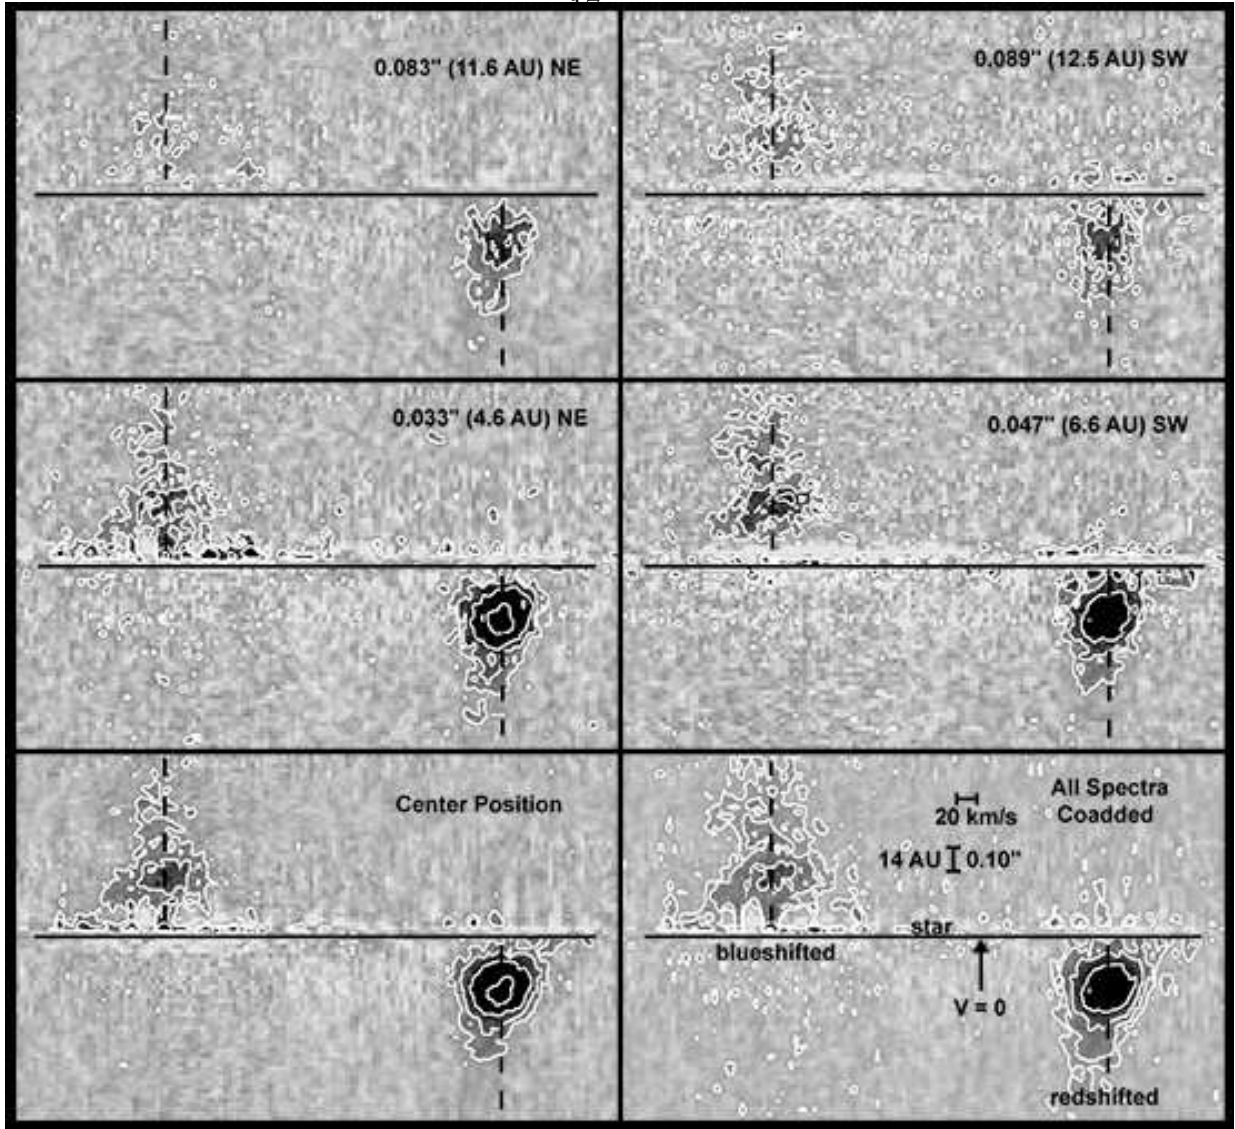 0.083" (11.6 AU) NE
0.089" (12.5 AU) SW
0.033" (4.6 AU) NE
0.047" (6.6 AU) SW
Center Position
All Spectra
Coadded
20 km/s
14 AU 0.10"
star
blueshifted
V = 0
redshifted